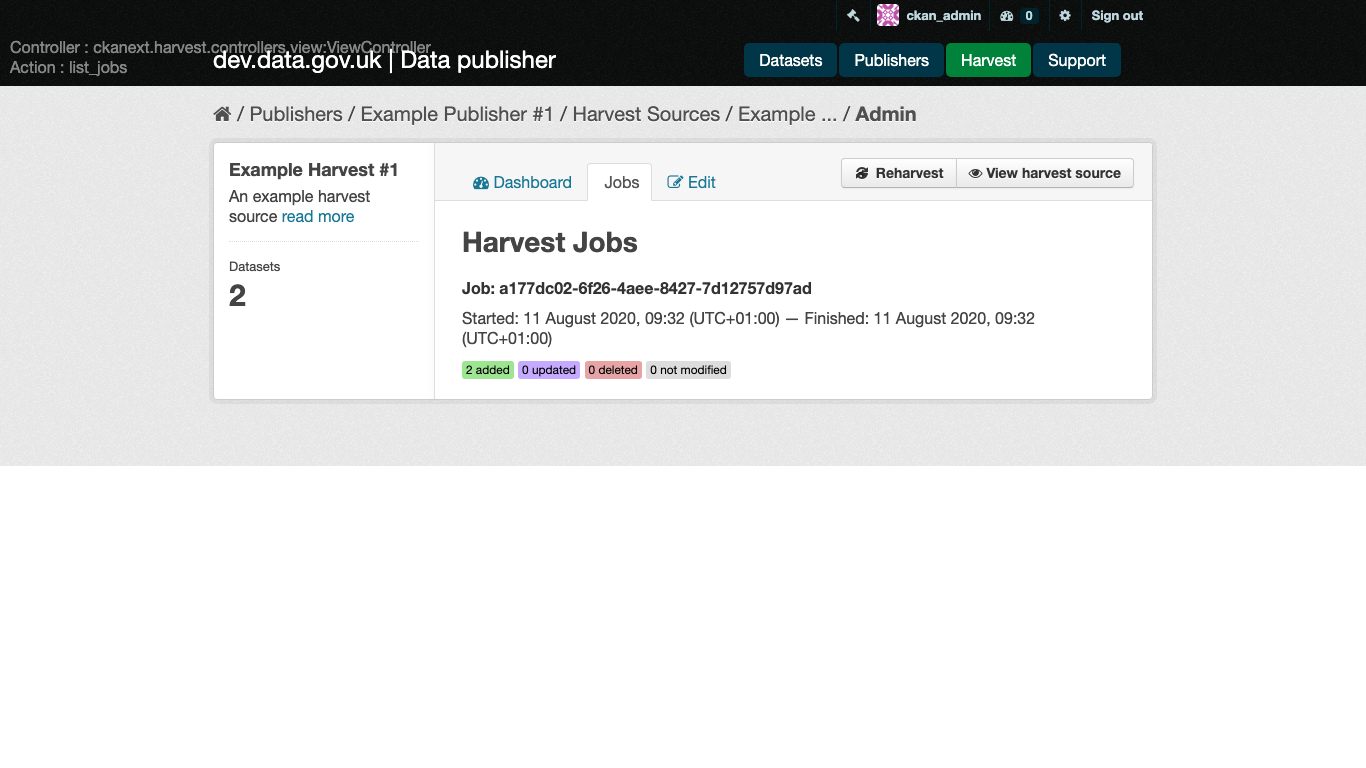 ckan_admin 0 Sign out
Controller : ckanext.harvest.controllers.view:ViewController
Action : list_jobs
dev.data.gov.uk | Data publisher
Datasets Publishers Harvest Support
/ Publishers / Example Publisher #1 / Harvest Sources / Example ... / Admin
Example Harvest #1
An example harvest
source read more
Datasets
2
Dashboard Jobs Edit
Reharvest View harvest source
Harvest Jobs
Job: a177dc02-6f26-4aee-8427-7d12757d97ad
Started: 11 August 2020, 09:32 (UTC+01:00) — Finished: 11 August 2020, 09:32
(UTC+01:00)
2 added 0 updated 0 deleted 0 not modified